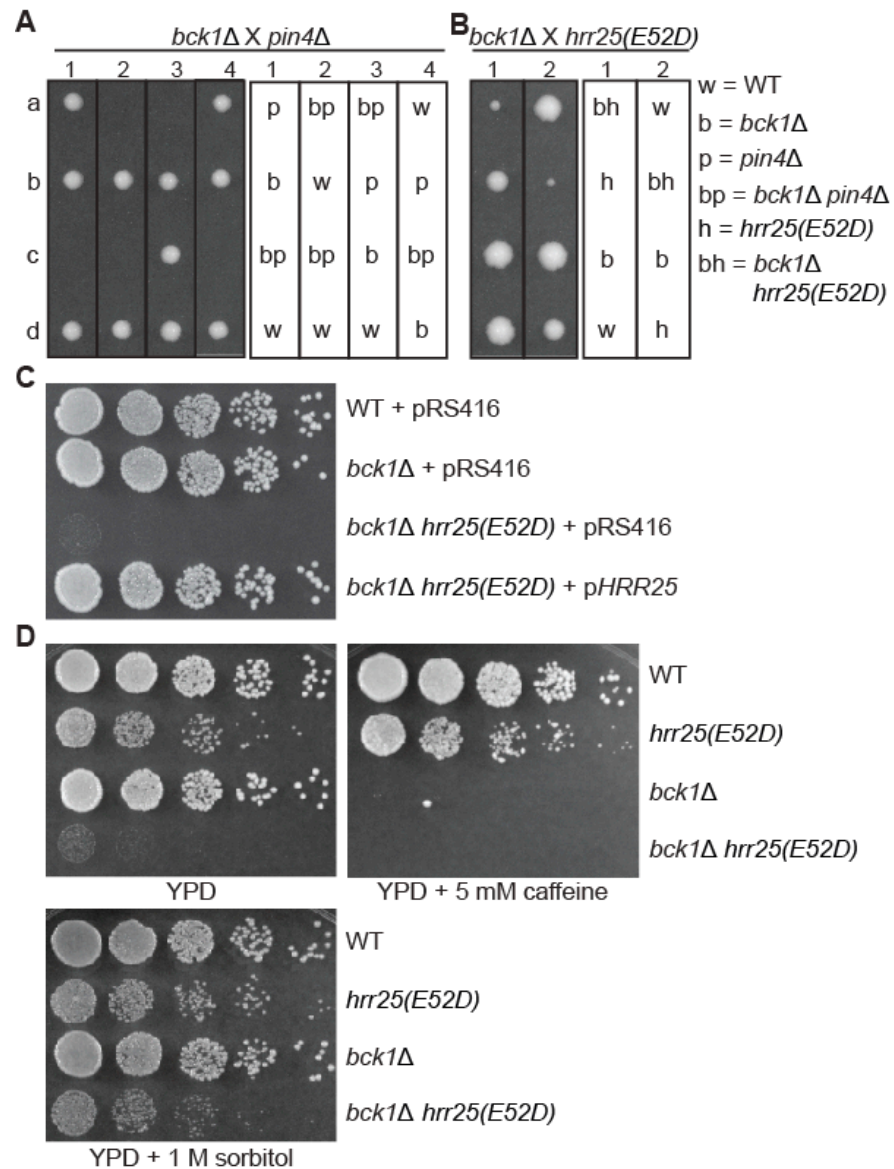 A
bck1Δ X pin4Δ
1 2 3 4 1 2 3 4
a p bp bp w
b b w p p
c bp bp b bp
d w w w b
B
bck1Δ X hrr25(E52D)
1 2 1 2
bh w
h bh
b b
w h
w = WT
b = bck1Δ
p = pin4Δ
bp = bck1Δ pin4Δ
h = hrr25(E52D)
bh = bck1Δ
hrr25(E52D)
C
WT + pRS416
bck1Δ + pRS416
bck1Δ hrr25(E52D) + pRS416
bck1Δ hrr25(E52D) + pHRR25
D
WT
hrr25(E52D)
bck1Δ
bck1Δ hrr25(E52D)
YPD YPD + 5 mM caffeine
WT
hrr25(E52D)
bck1Δ
bck1Δ hrr25(E52D)
YPD + 1 M sorbitol